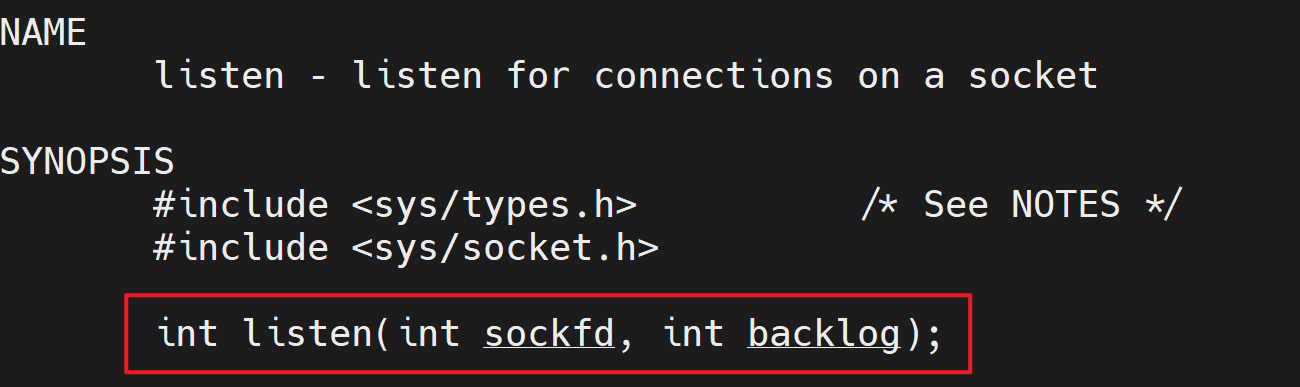 NAME
listen - listen for connections on a socket
SYNOPSIS
#include <sys/types.h> /* See NOTES */
#include <sys/socket.h>
int listen(int sockfd, int backlog);